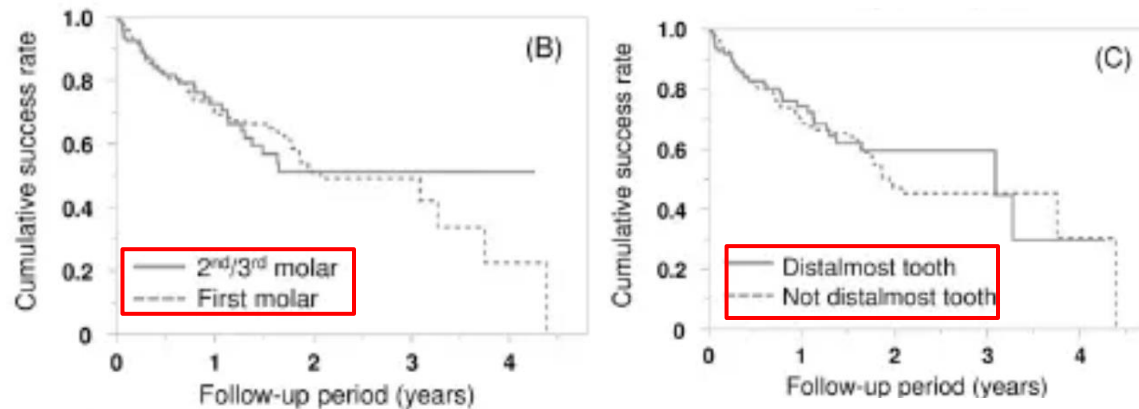 Cumulative success rate
1.0
0.8
0.6
0.4
0.2
0
(B)
2nd/3rd molar
First molar
0 1 2 3 4
Follow-up period (years)
Cumulative success rate
1.0
0.8
0.6
0.4
0.2
0
(C)
Distalmost tooth
Not distalmost tooth
0 1 2 3 4
Follow-up period (years)